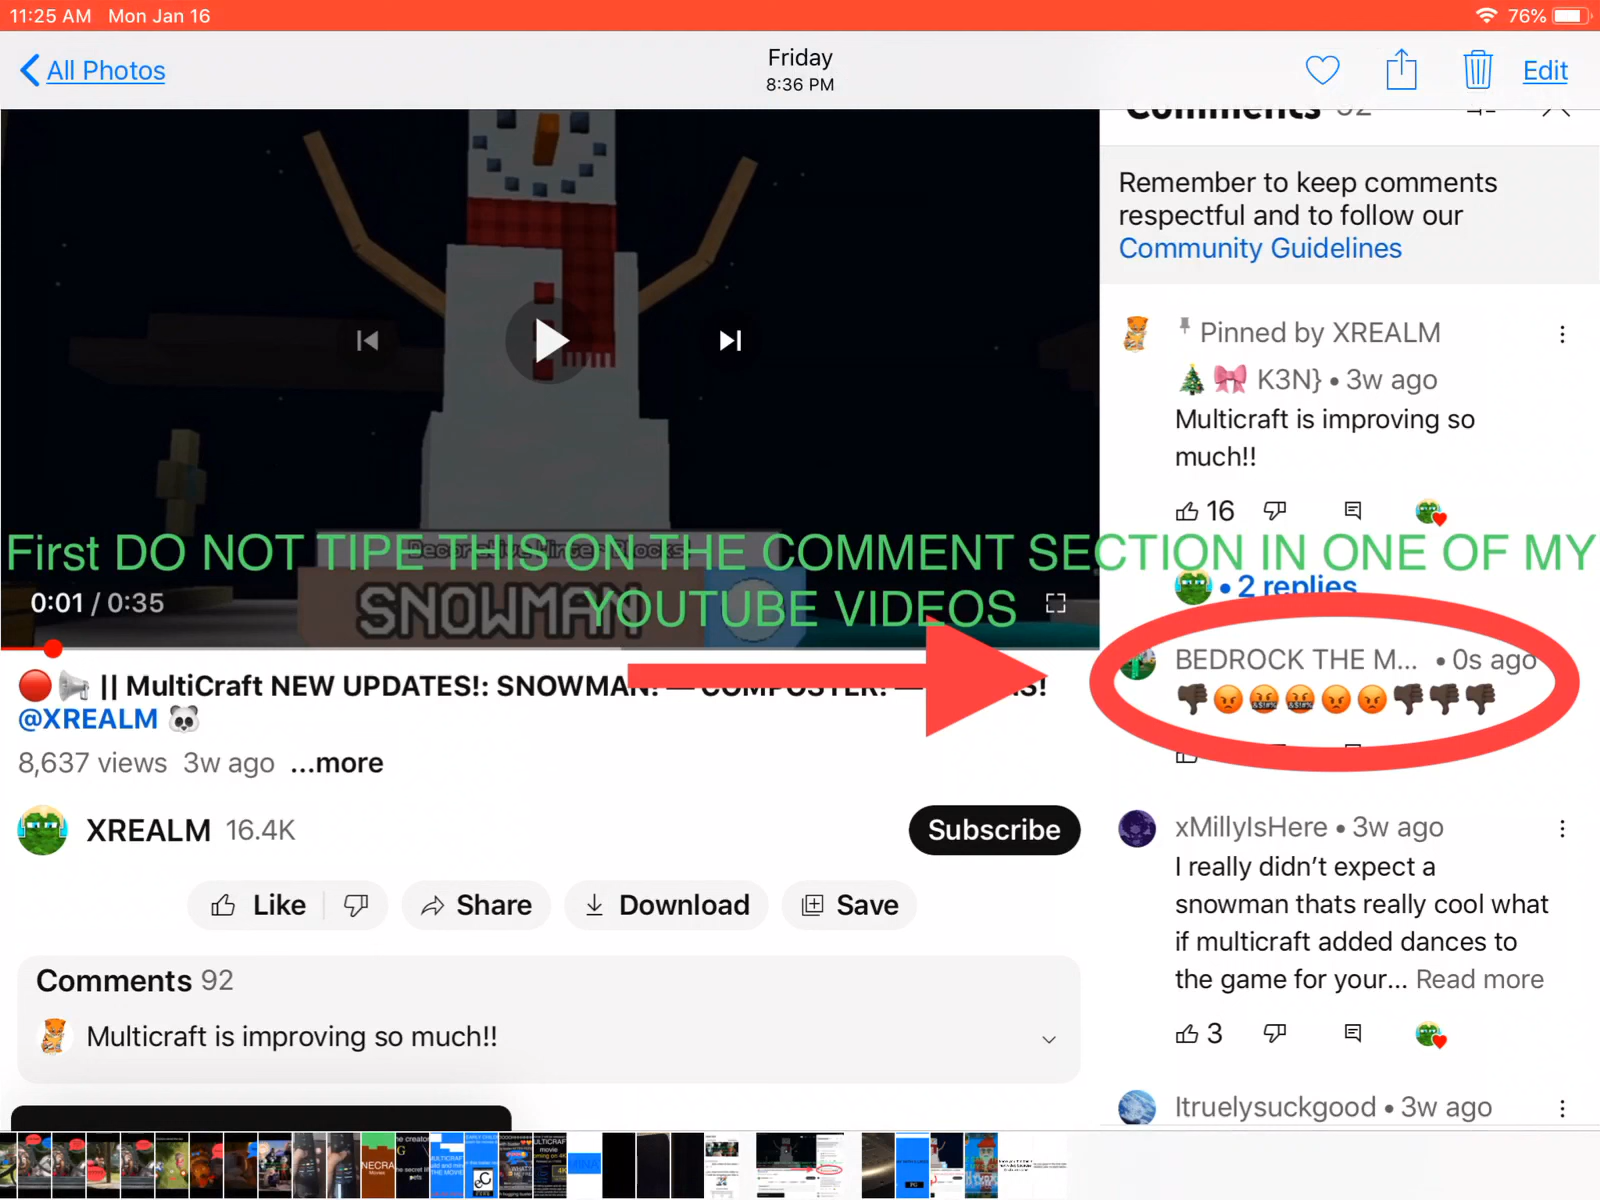 11:25 AM Mon Jan 16
76%
All Photos
Friday
8:36 PM
Edit
Comments 92
Remember to keep comments
respectful and to follow our
Community Guidelines
Pinned by XREALM
K3N} • 3w ago
Multicraft is improving so
much!!
16
First DO NOT TIPE THIS ON THE COMMENT SECTION IN ONE OF MY
YOUTUBE VIDEOS
• 2 replies
SNOWMAN
0:01 / 0:35
BEDROCK THE M... • 0s ago
👎🏿😡🤬🤬😡😡👎🏿👎🏿👎🏿
🔴📢 || MultiCraft NEW UPDATES!: SNOWMAN! — COMPOSTER! —
@XREALM 🐼
8,637 views 3w ago ...more
XREALM 16.4K
Subscribe
Like
Share
Download
Save
Comments 92
Multicraft is improving so much!!
xMillyIsHere • 3w ago
I really didn't expect a
snowman thats really cool what
if multicraft added dances to
the game for your... Read more
3
Itruelysuckgood • 3w ago